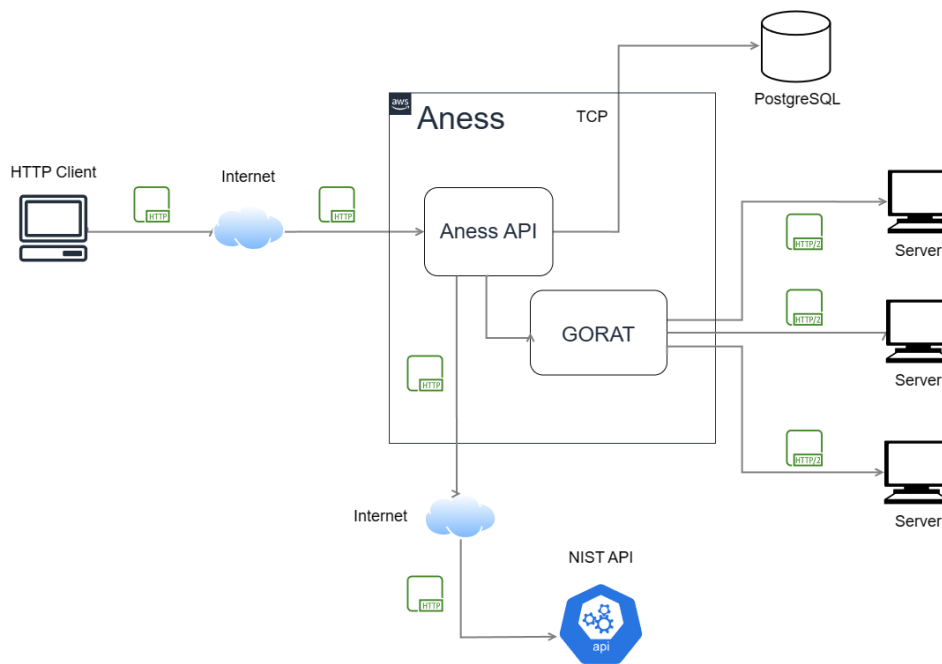 PostgreSQL
aws
Aness
TCP
HTTP Client
Internet
HTTP
HTTP
Aness API
HTTP/2
Server
GORAT
HTTP/2
Server
HTTP
HTTP/2
Server
Internet
NIST API
HTTP
api